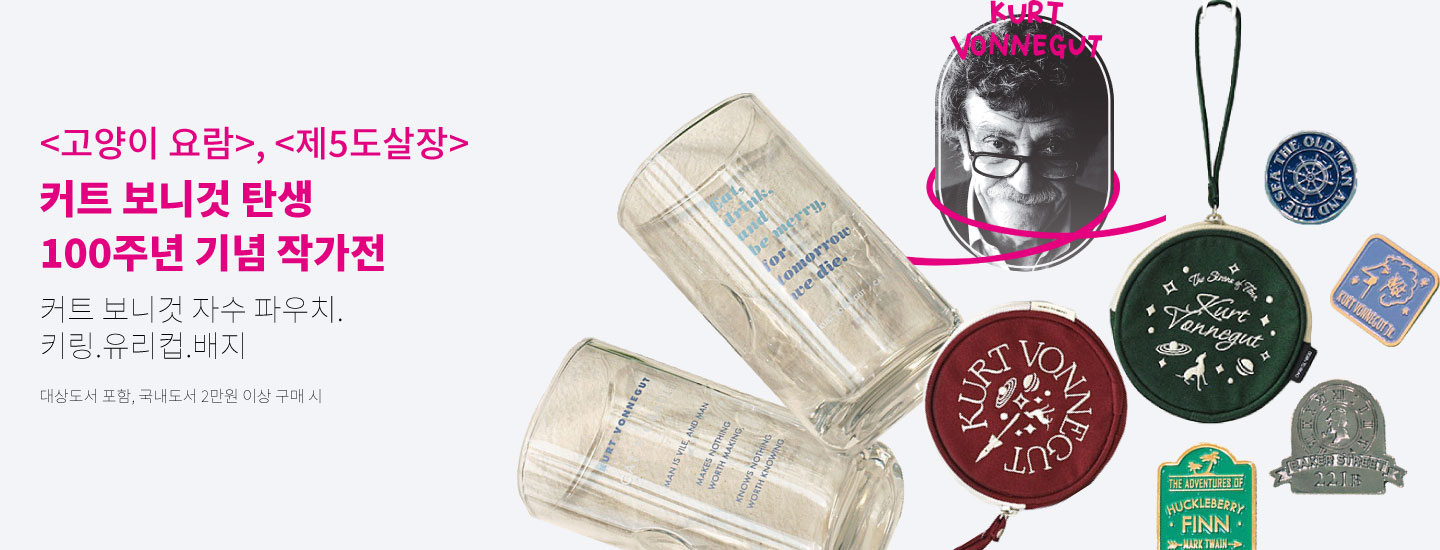 <고양이 요람>, <제5도살장>
커트 보니것 탄생
100주년 기념 작가전
커트 보니것 자수 파우치.
키링.유리컵.배지
대상도서 포함, 국내도서 2만원 이상 구매 시
KURT
VONNEGUT
Eat,
drink,
and
be merry,
for
tomorrow
we die.
KURT VONNEGUT
MAN IS VILE, AND MAN
MAKES NOTHING
WORTH MAKING,
KNOWS NOTHING
WORTH KNOWING
KURT VONNEGUT
The Sirens of Titan
Kurt
Vonnegut
THE OLD MAN AND THE SEA
KURT VONNEGUT JR.
BAKER STREET
221B
THE ADVENTURES OF
HUCKLEBERRY
FINN
MARK TWAIN